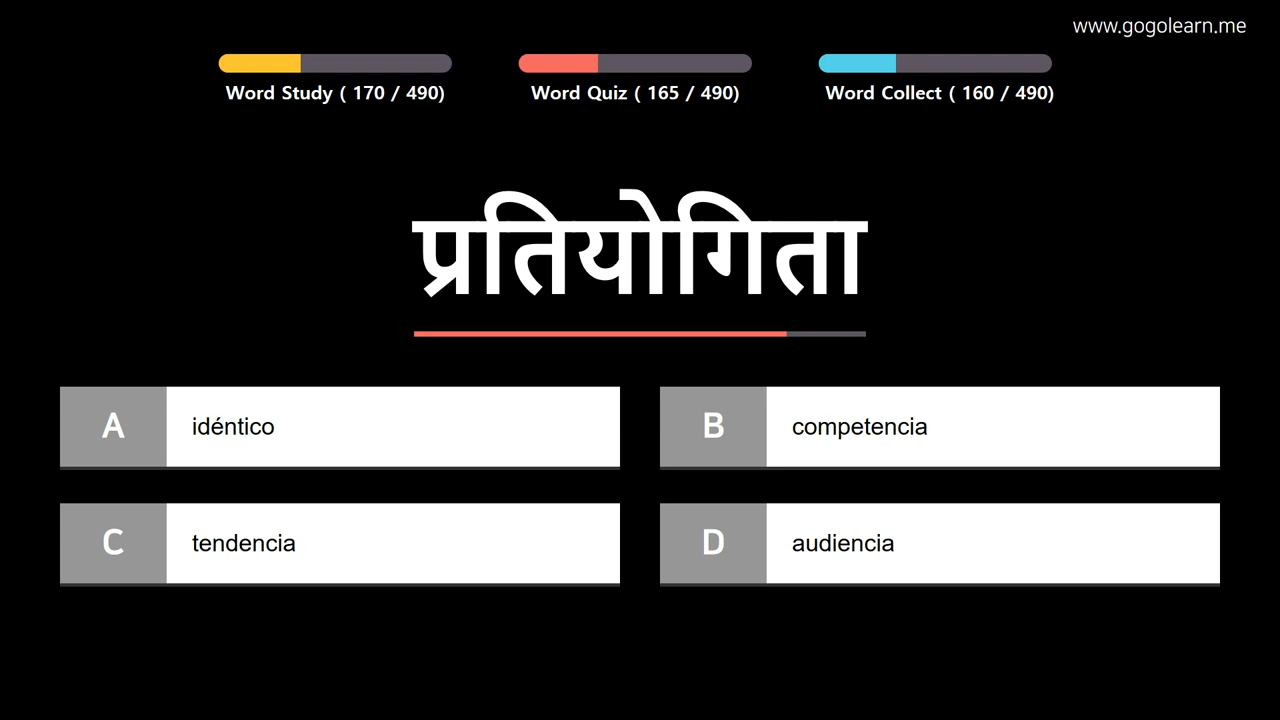 www.gogolearn.me
Word Study ( 170 / 490)
Word Quiz ( 165 / 490)
Word Collect ( 160 / 490)
प्रतियोगिता
A idéntico
B competencia
C tendencia
D audiencia